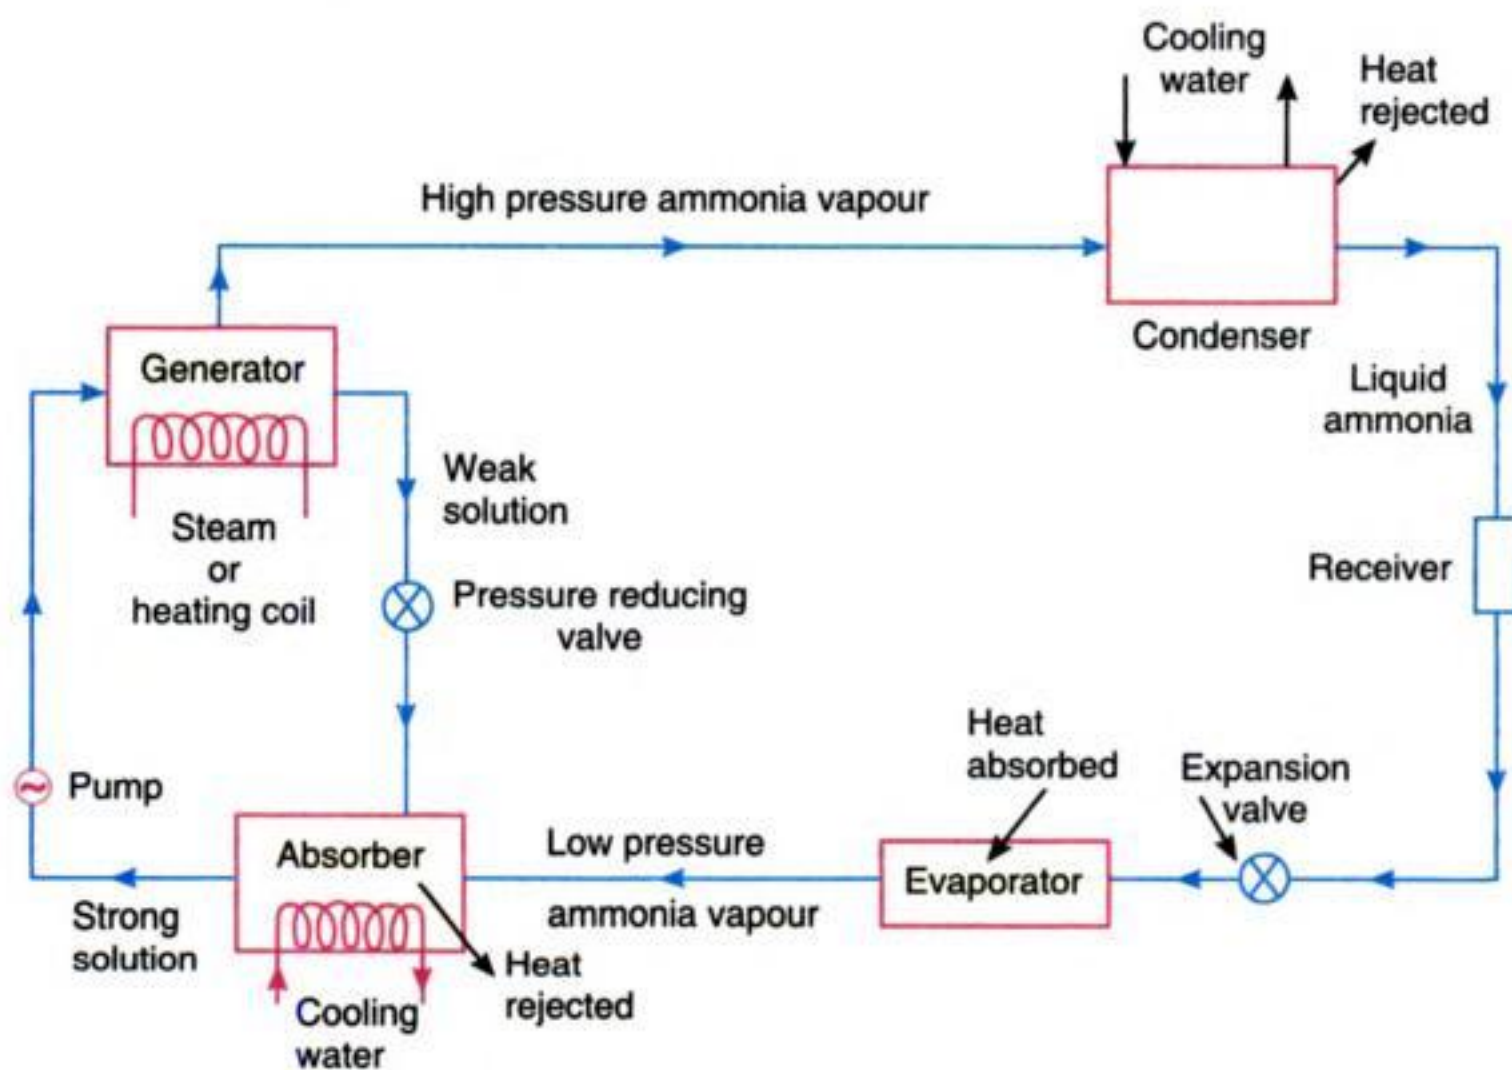 Cooling
water
Heat
rejected
High pressure ammonia vapour
Condenser
Generator
Liquid
ammonia
Weak
solution
Steam
or
heating coil
Receiver
Pressure reducing
valve
Heat
absorbed
Expansion
valve
Pump
Absorber
Low pressure
ammonia vapour
Evaporator
Strong
solution
Heat
rejected
Cooling
water